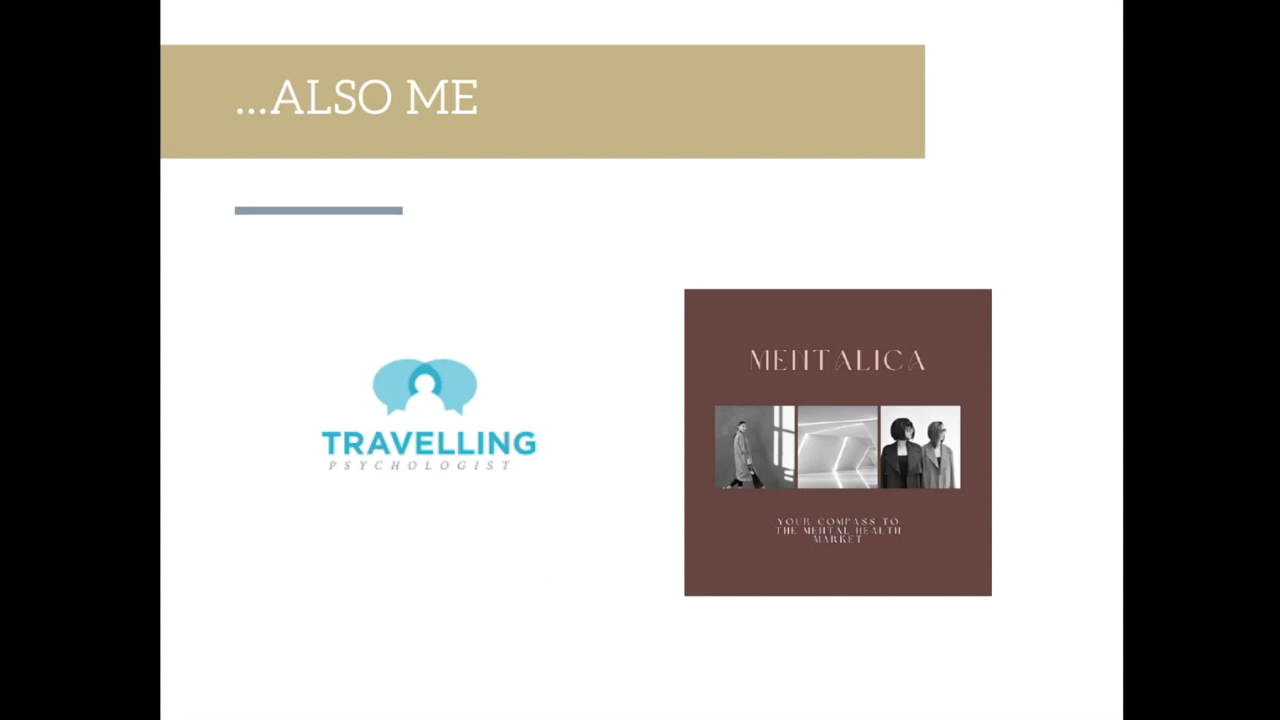 ...ALSO ME
TRAVELLING
PSYCHOLOGIST
MENTALICA
YOUR COMPASS TO
THE MENTAL HEALTH
MARKET